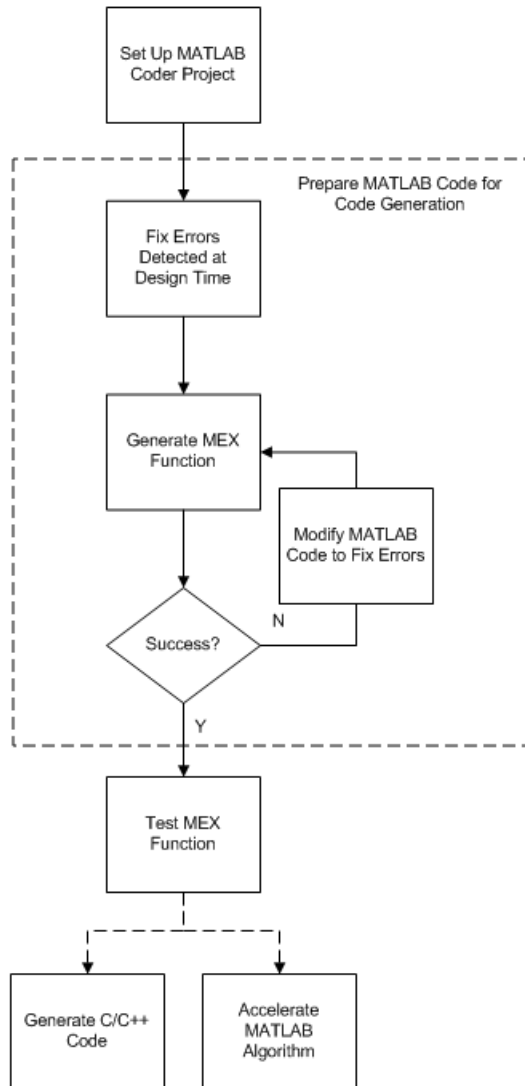 Set Up MATLAB
Coder Project
Prepare MATLAB Code for
Code Generation
Fix Errors
Detected at
Design Time
Generate MEX
Function
Modify MATLAB
Code to Fix Errors
N
Success?
Y
Test MEX
Function
Generate C/C++
Code
Accelerate
MATLAB
Algorithm